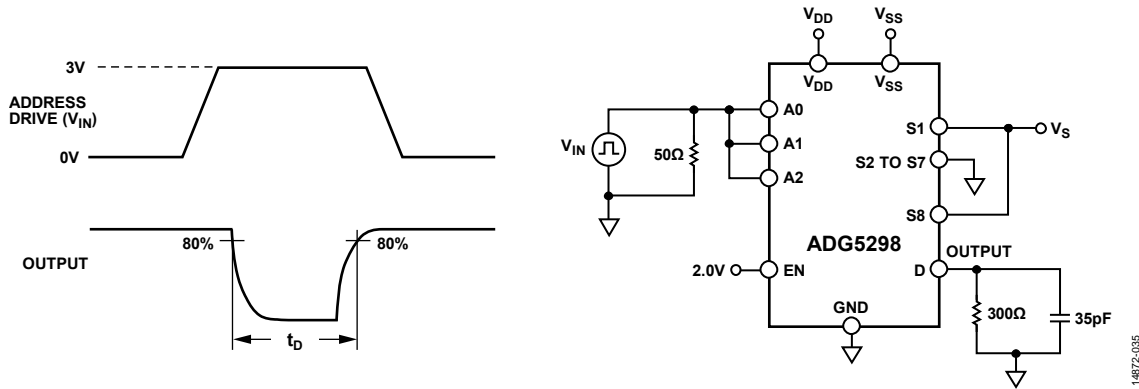 3V
ADDRESS
DRIVE (VIN)
0V
80%
80%
OUTPUT
tD
VDD
VSS
VDD
VSS
A0
A1
A2
VIN
50Ω
S1
VS
S2 TO S7
S8
ADG5298
OUTPUT
2.0V
EN
D
GND
300Ω
35pF
14872-035